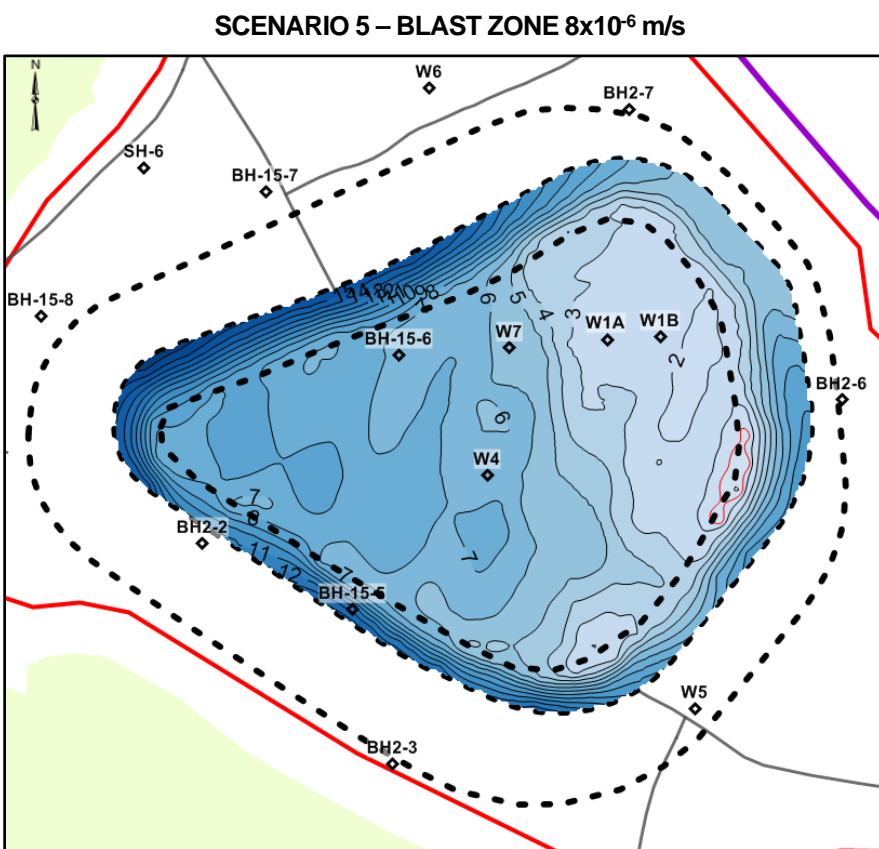 SCENARIO 5 – BLAST ZONE 8x10⁻⁶ m/s
N
W6
BH2-7
SH-6
BH-15-7
BH-15-8
6
5
4
3
BH-15-6
W7
W1A
W1B
2
BH2-6
6
W4
7
8
BH2-2
11
12
7
7
BH-15-5
W5
BH2-3